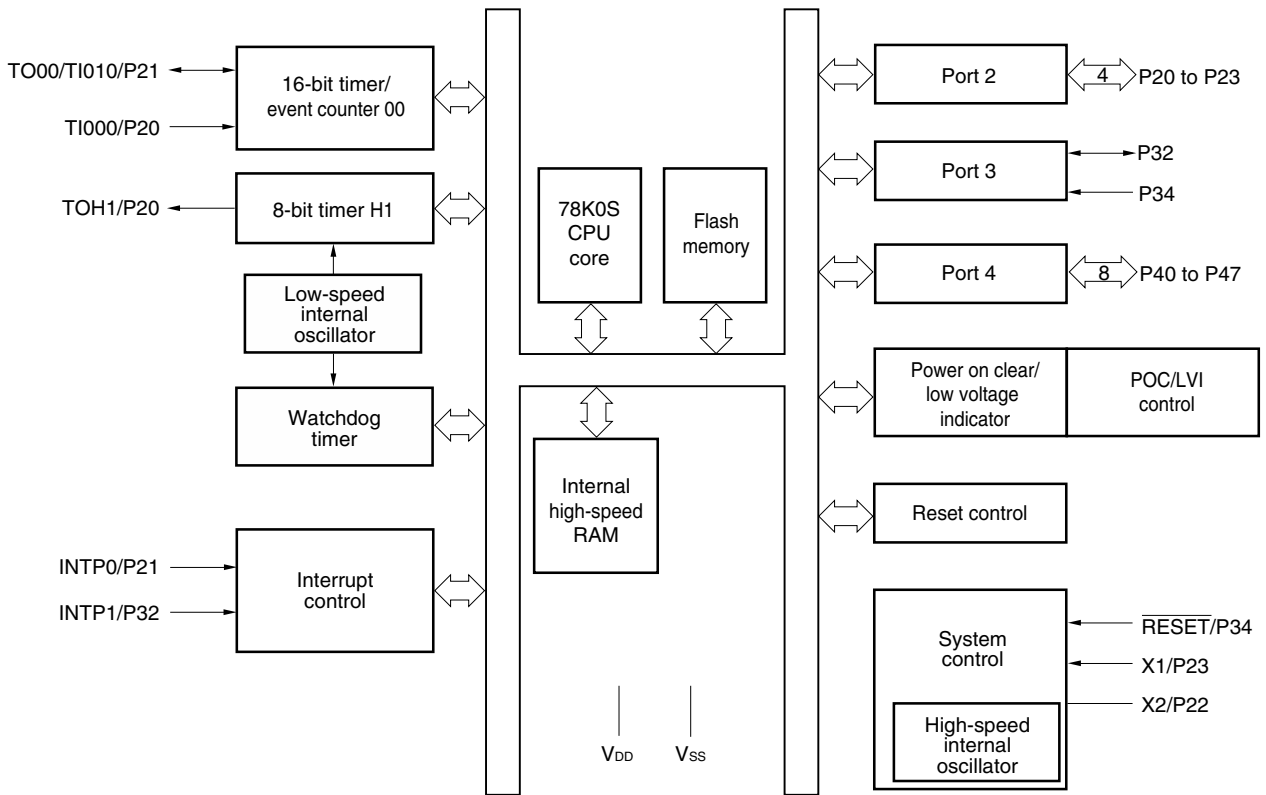 TO00/TI010/P21
TI000/P20
16-bit timer/
event counter 00
TOH1/P20
8-bit timer H1
Low-speed
internal
oscillator
Watchdog
timer
INTP0/P21
INTP1/P32
Interrupt
control
78K0S
CPU
core
Flash
memory
Internal
high-speed
RAM
VDD
VSS
Port 2
4
P20 to P23
Port 3
P32
P34
Port 4
8
P40 to P47
Power on clear/
low voltage
indicator
POC/LVI
control
Reset control
System
control
RESET/P34
X1/P23
X2/P22
High-speed
internal
oscillator